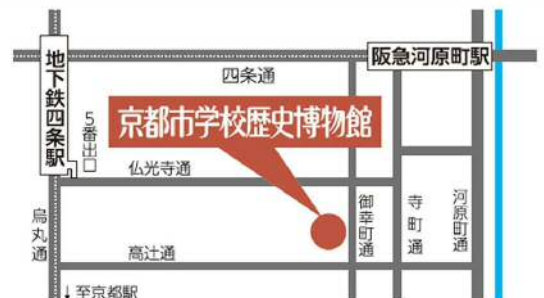 地下鉄四条駅
阪急河原町駅
四条通
京都市学校歴史博物館
5番出口
仏光寺通
烏丸通
御幸町通
寺町通
河原町通
高辻通
↓至京都駅